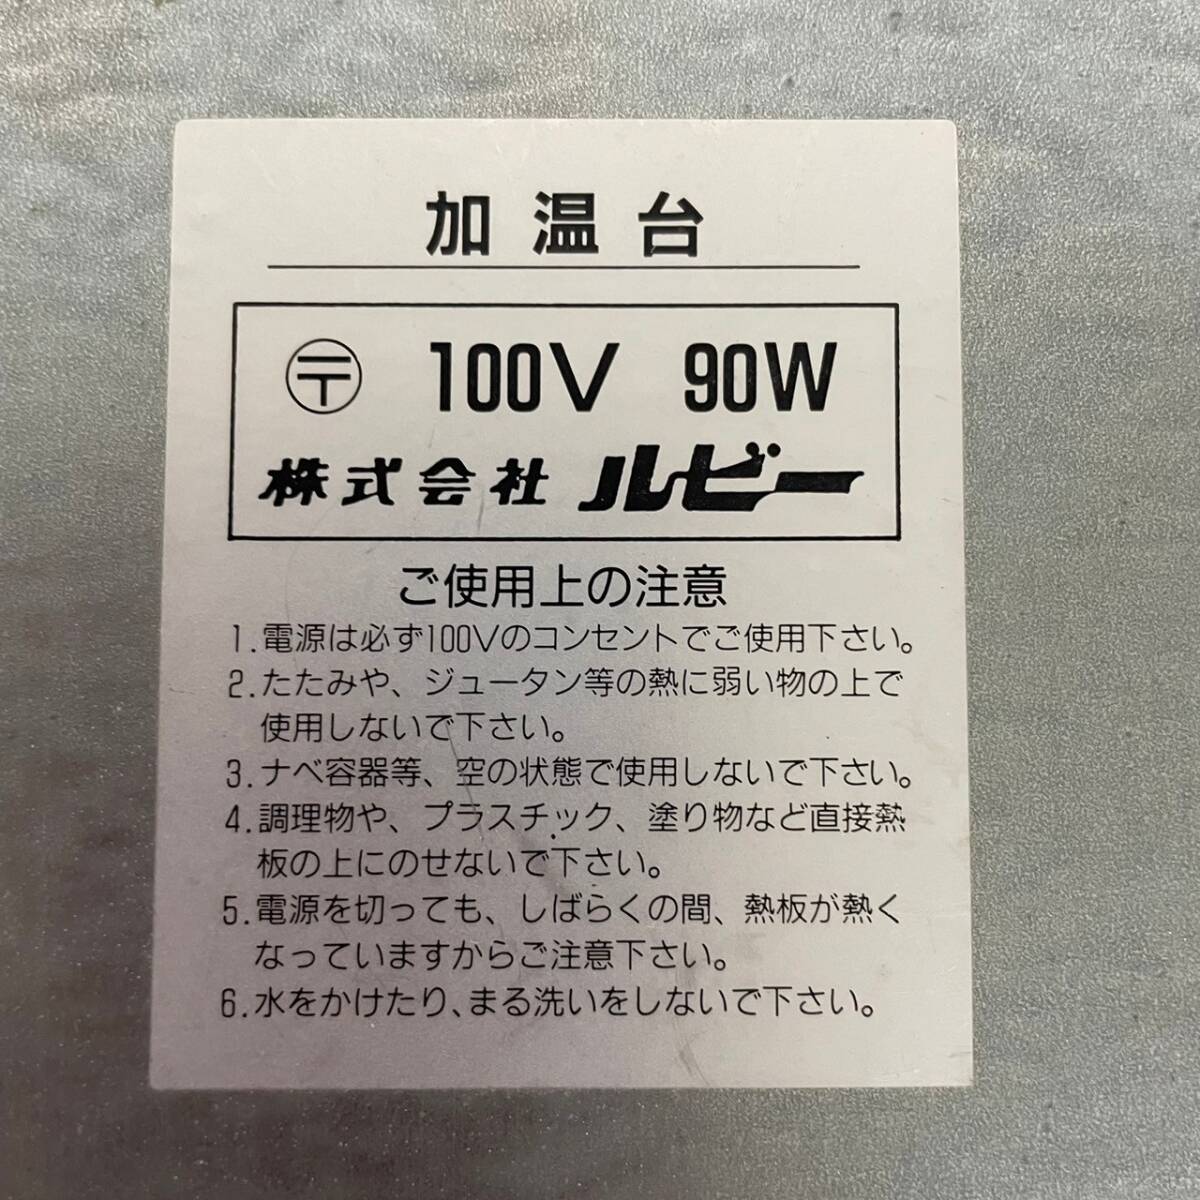 加温台
〶 100V 90W
株式会社 ルビー
ご使用上の注意
1.電源は必ず100Vのコンセントでご使用下さい。
2.たたみや、ジュータン等の熱に弱い物の上で
使用しないで下さい。
3.ナベ容器等、空の状態で使用しないで下さい。
4.調理物や、プラスチック、塗り物など直接熱
板の上にのせないで下さい。
5.電源を切っても、しばらくの間、熱板が熱く
なっていますからご注意下さい。
6.水をかけたり、まる洗いをしないで下さい。